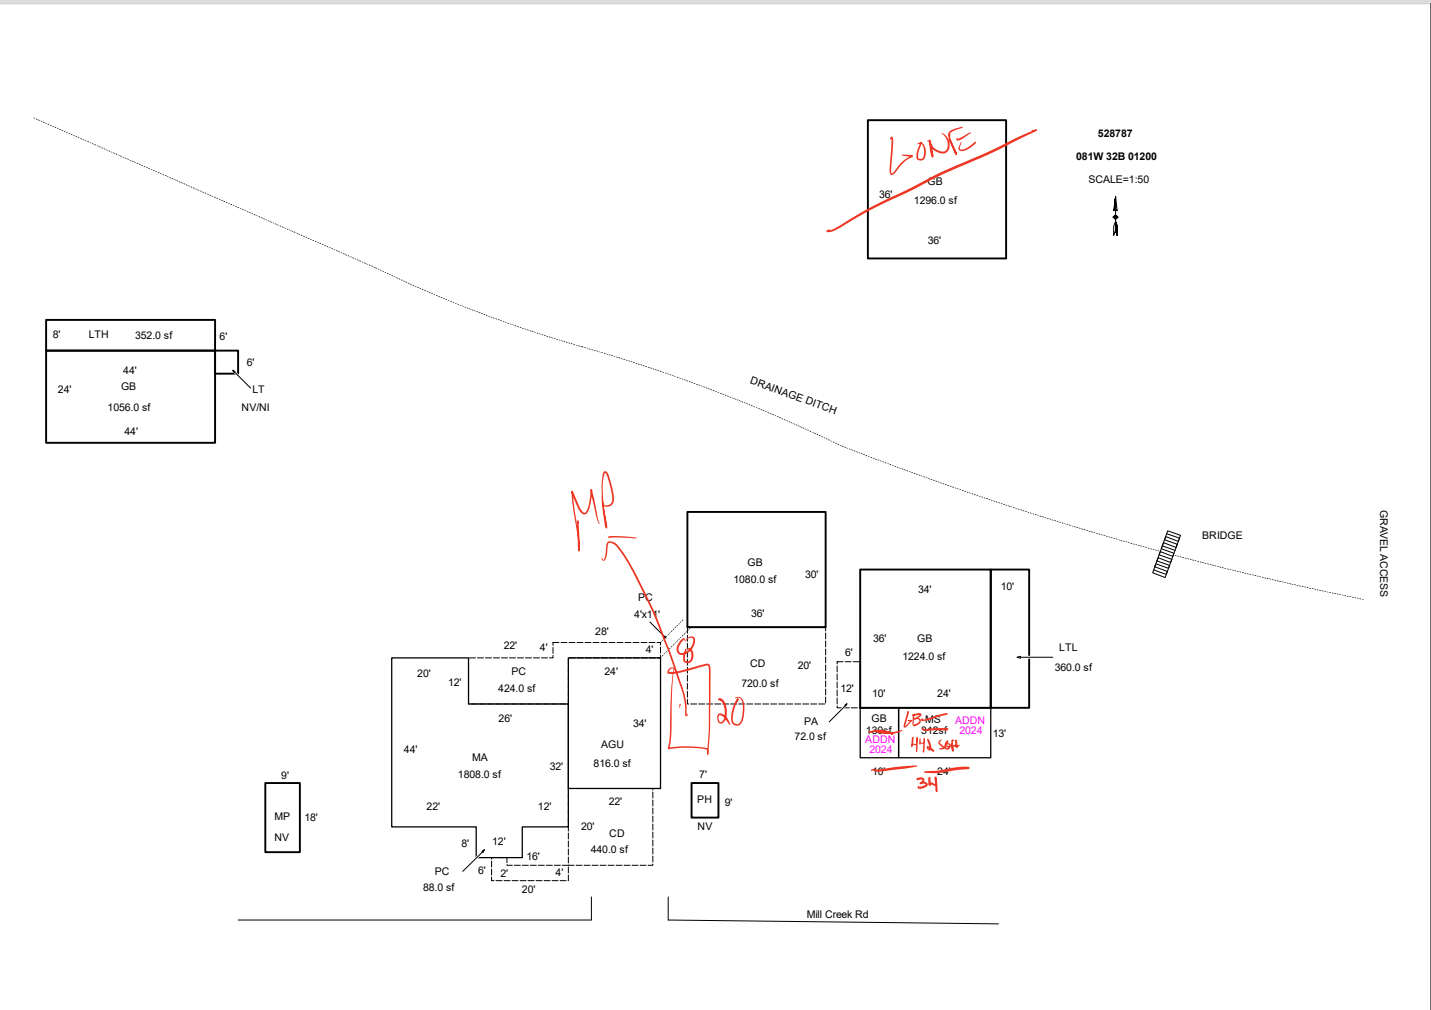 528787
081W 32B 01200
SCALE=1:50
GONE
GB
36'
1296.0 sf
36'
8'
LTH
352.0 sf
6'
6'
44'
GB
24'
1056.0 sf
44'
LT
NV/NI
DRAINAGE DITCH
GRAVEL ACCESS
BRIDGE
MP
GB
1080.0 sf
30'
36'
PC
4'x11'
28'
22'
4'
4'
8
20'
12'
PC
424.0 sf
24'
CD
720.0 sf
20'
20
26'
34'
AGU
816.0 sf
44'
MA
1808.0 sf
32'
22'
12'
34'
10'
36'
GB
1224.0 sf
LTL
360.0 sf
6'
12'
10'
24'
PA
72.0 sf
GB
130sf
ADDN
2024
GB
MS
312sf
442 SqFt
ADDN
2024
13'
10'
24'
34
9'
MP
NV
18'
7'
PH
9'
NV
22'
20'
CD
440.0 sf
8'
12'
16'
PC
88.0 sf
6'
2'
4'
20'
Mill Creek Rd